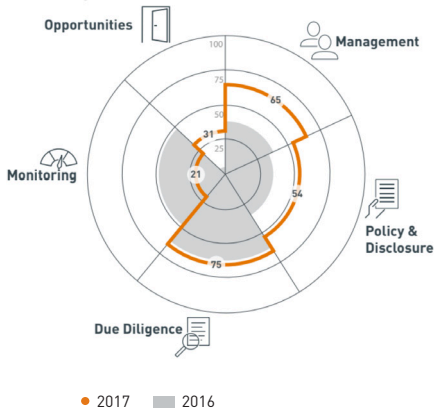 Opportunities
Management
100
75
50
25
65
31
54
21
75
Monitoring
Policy &
Disclosure
Due Diligence
2017
2016